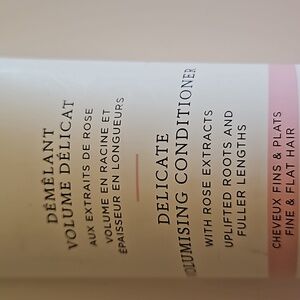 DÉMÊLANT
VOLUME DÉLICAT
AUX EXTRAITS DE ROSE
VOLUME EN RACINE ET
ÉPAISSEUR EN LONGUEURS
DELICATE
VOLUMISING CONDITIONER
WITH ROSE EXTRACTS
UPLIFTED ROOTS AND
FULLER LENGTHS
CHEVEUX FINS & PLATS
FINE & FLAT HAIR